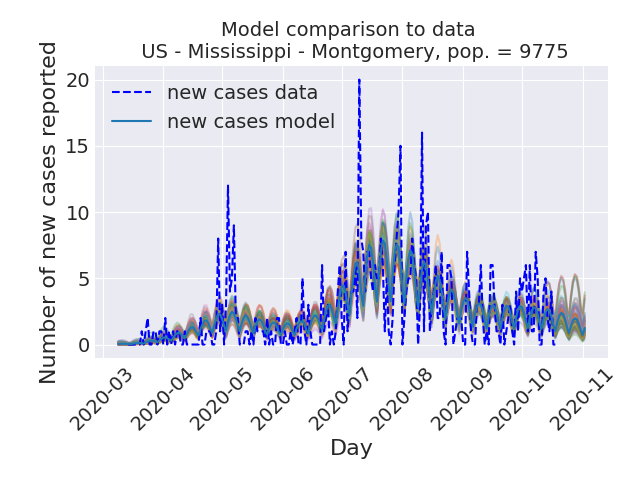 Model comparison to data
US - Mississippi - Montgomery, pop. = 9775
Number of new cases reported
20
15
10
5
0
new cases data
new cases model
2020-03
2020-04
2020-05
2020-06
2020-07
2020-08
2020-09
2020-10
2020-11
Day